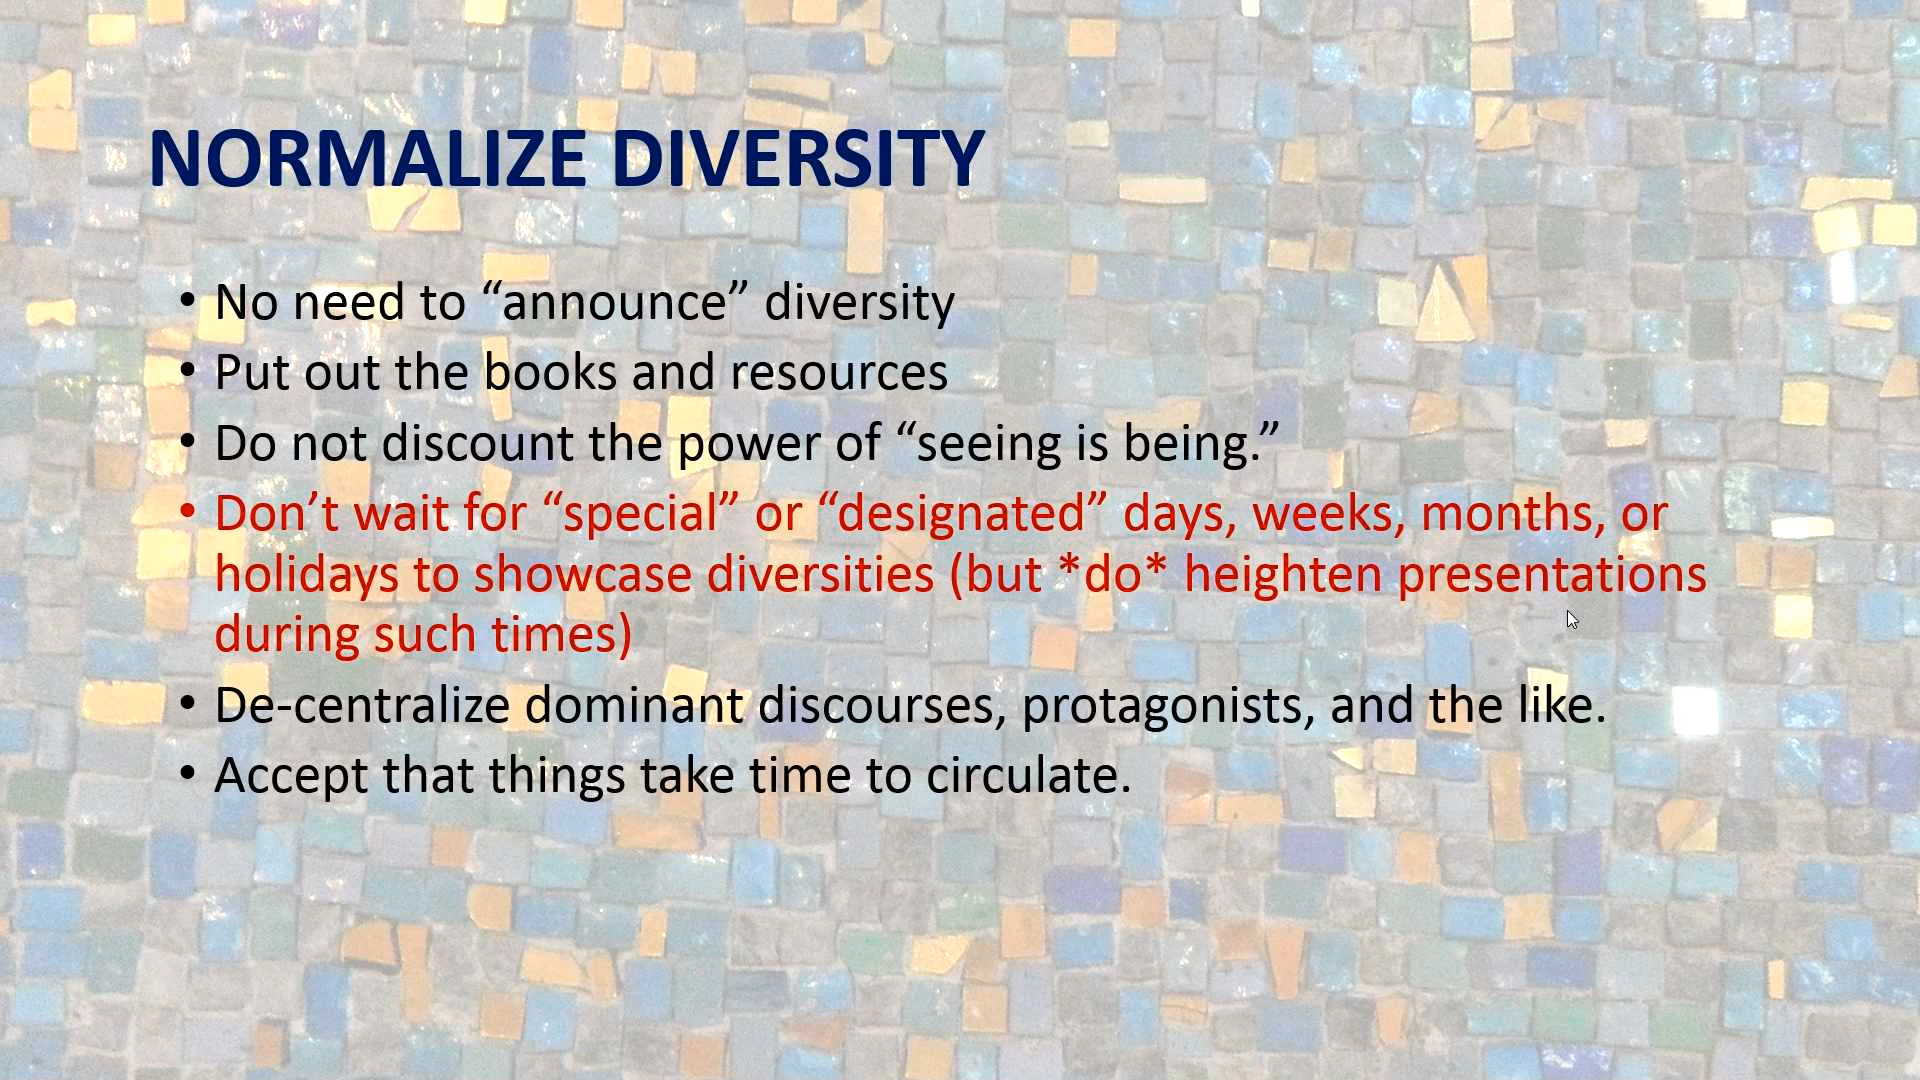 NORMALIZE DIVERSITY
• No need to “announce” diversity
• Put out the books and resources
• Do not discount the power of “seeing is being.”
• Don’t wait for “special” or “designated” days, weeks, months, or
holidays to showcase diversities (but *do* heighten presentations
during such times)
• De-centralize dominant discourses, protagonists, and the like.
• Accept that things take time to circulate.